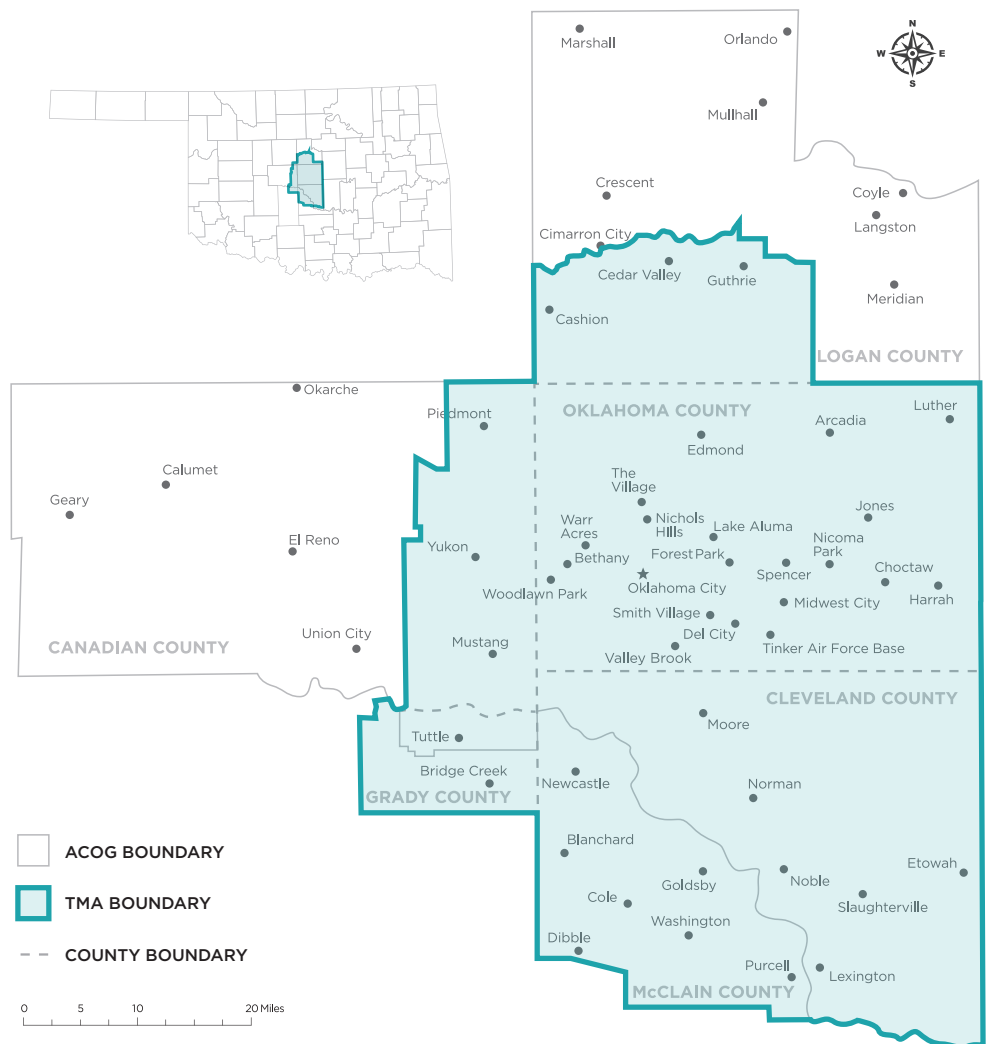 N
W E
S
Marshall
Orlando
Mullhall
Crescent
Coyle
Langston
Cimarron City
Cedar Valley
Guthrie
Meridian
Cashion
LOGAN COUNTY
Okarche
Piedmont
OKLAHOMA COUNTY
Luther
Arcadia
Edmond
Calumet
Geary
The
Village
Jones
Nichols
Hills
Warr
Acres
Lake Aluma
Nicoma
Park
El Reno
Yukon
Bethany
Forest Park
Spencer
Choctaw
Woodlawn Park
Oklahoma City
Harrah
Midwest City
Smith Village
Union City
CANADIAN COUNTY
Mustang
Del City
Valley Brook
Tinker Air Force Base
CLEVELAND COUNTY
Moore
Tuttle
Bridge Creek
Newcastle
Norman
GRADY COUNTY
Blanchard
Goldsby
Noble
Etowah
Cole
Slaughterville
Washington
Dibble
Purcell
Lexington
McCLAIN COUNTY
ACOG BOUNDARY
TMA BOUNDARY
COUNTY BOUNDARY
0 5 10 20 Miles